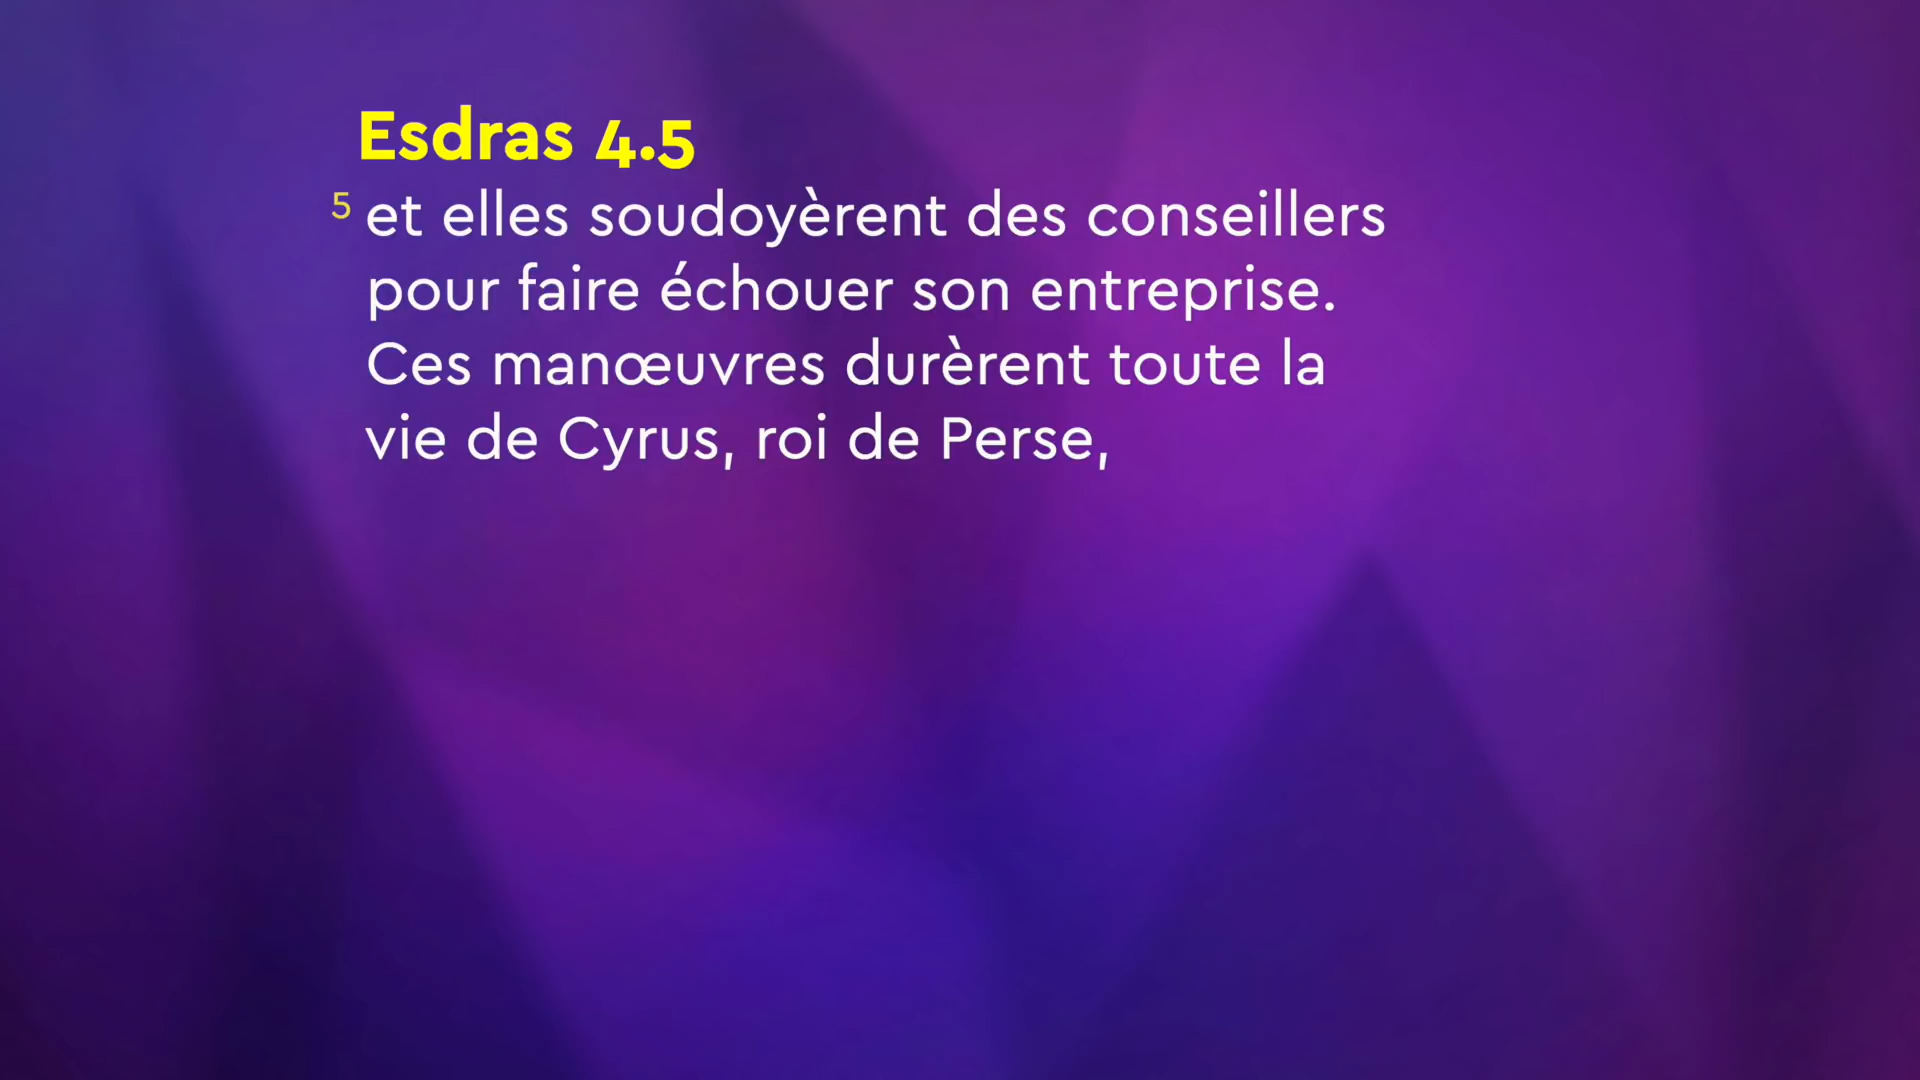 Esdras 4.5
5 et elles soudoyèrent des conseillers
pour faire échouer son entreprise.
Ces manœuvres durèrent toute la
vie de Cyrus, roi de Perse,